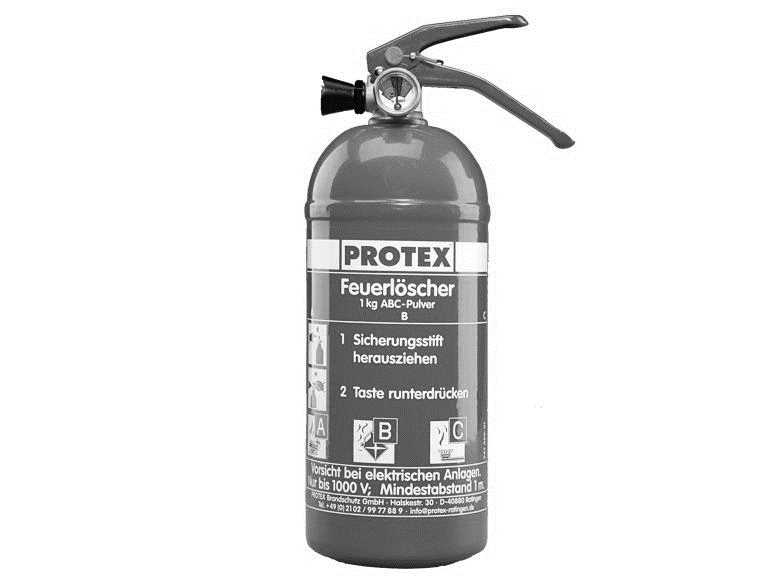 PROTEX
Feuerlöscher
1 kg ABC-Pulver
A B C
1 Sicherungsstift
herausziehen
2 Taste runterdrücken
A B C
Vorsicht bei elektrischen Anlagen.
Nur bis 1000 V; Mindestabstand 1 m.
PROTEX Brandschutz GmbH · Halskestr. 30 · D-40880 Ratingen
Tel. +49 (0) 21 02 / 99 77 88 9 · info@protex-ratingen.de